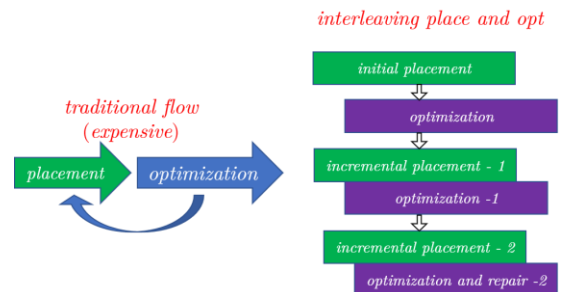 interleaving place and opt
initial placement
traditional flow
(expensive)
optimization
placement
optimization
incremental placement - 1
optimization -1
incremental placement - 2
optimization and repair -2